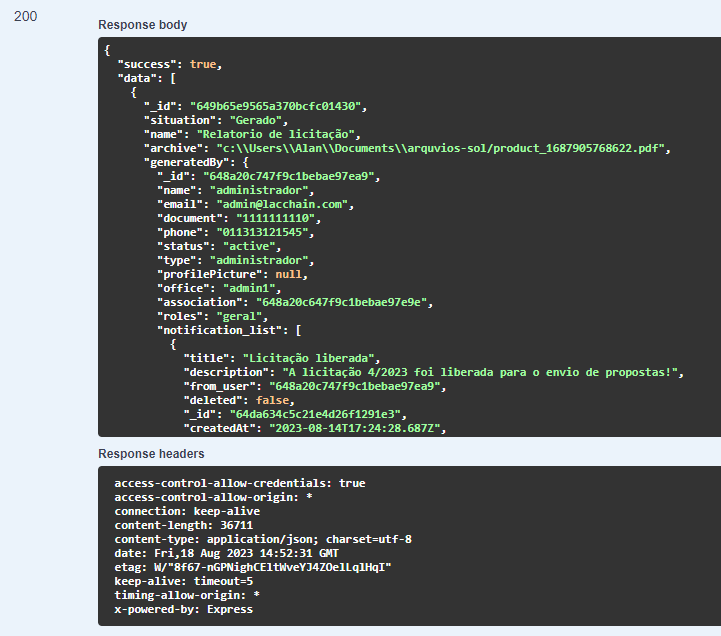 200
Response body
{
"success": true,
"data": [
{
"_id": "649b65e9565a370bcfc01430",
"situation": "Gerado",
"name": "Relatorio de licitação",
"archive": "c:\\Users\\Alan\\Documents\\arquvios-sol/product_1687905768622.pdf",
"generatedBy": {
"_id": "648a20c747f9c1bebae97ea9",
"name": "administrador",
"email": "admin@lacchain.com",
"document": "1111111110",
"phone": "011313121545",
"status": "active",
"type": "administrador",
"profilePicture": null,
"office": "admin1",
"association": "648a20c647f9c1bebae97e9e",
"roles": "geral",
"notification_list": [
{
"title": "Licitação liberada",
"description": "A licitação 4/2023 foi liberada para o envio de propostas!",
"from_user": "648a20c747f9c1bebae97ea9",
"deleted": false,
"_id": "64da634c5c21e4d26f1291e3",
"createdAt": "2023-08-14T17:24:28.687Z",
Response headers
access-control-allow-credentials: true
access-control-allow-origin: *
connection: keep-alive
content-length: 36711
content-type: application/json; charset=utf-8
date: Fri,18 Aug 2023 14:52:31 GMT
etag: W/"8f67-nGPNighCEltWveYJ4ZOelLqlHqI"
keep-alive: timeout=5
timing-allow-origin: *
x-powered-by: Express